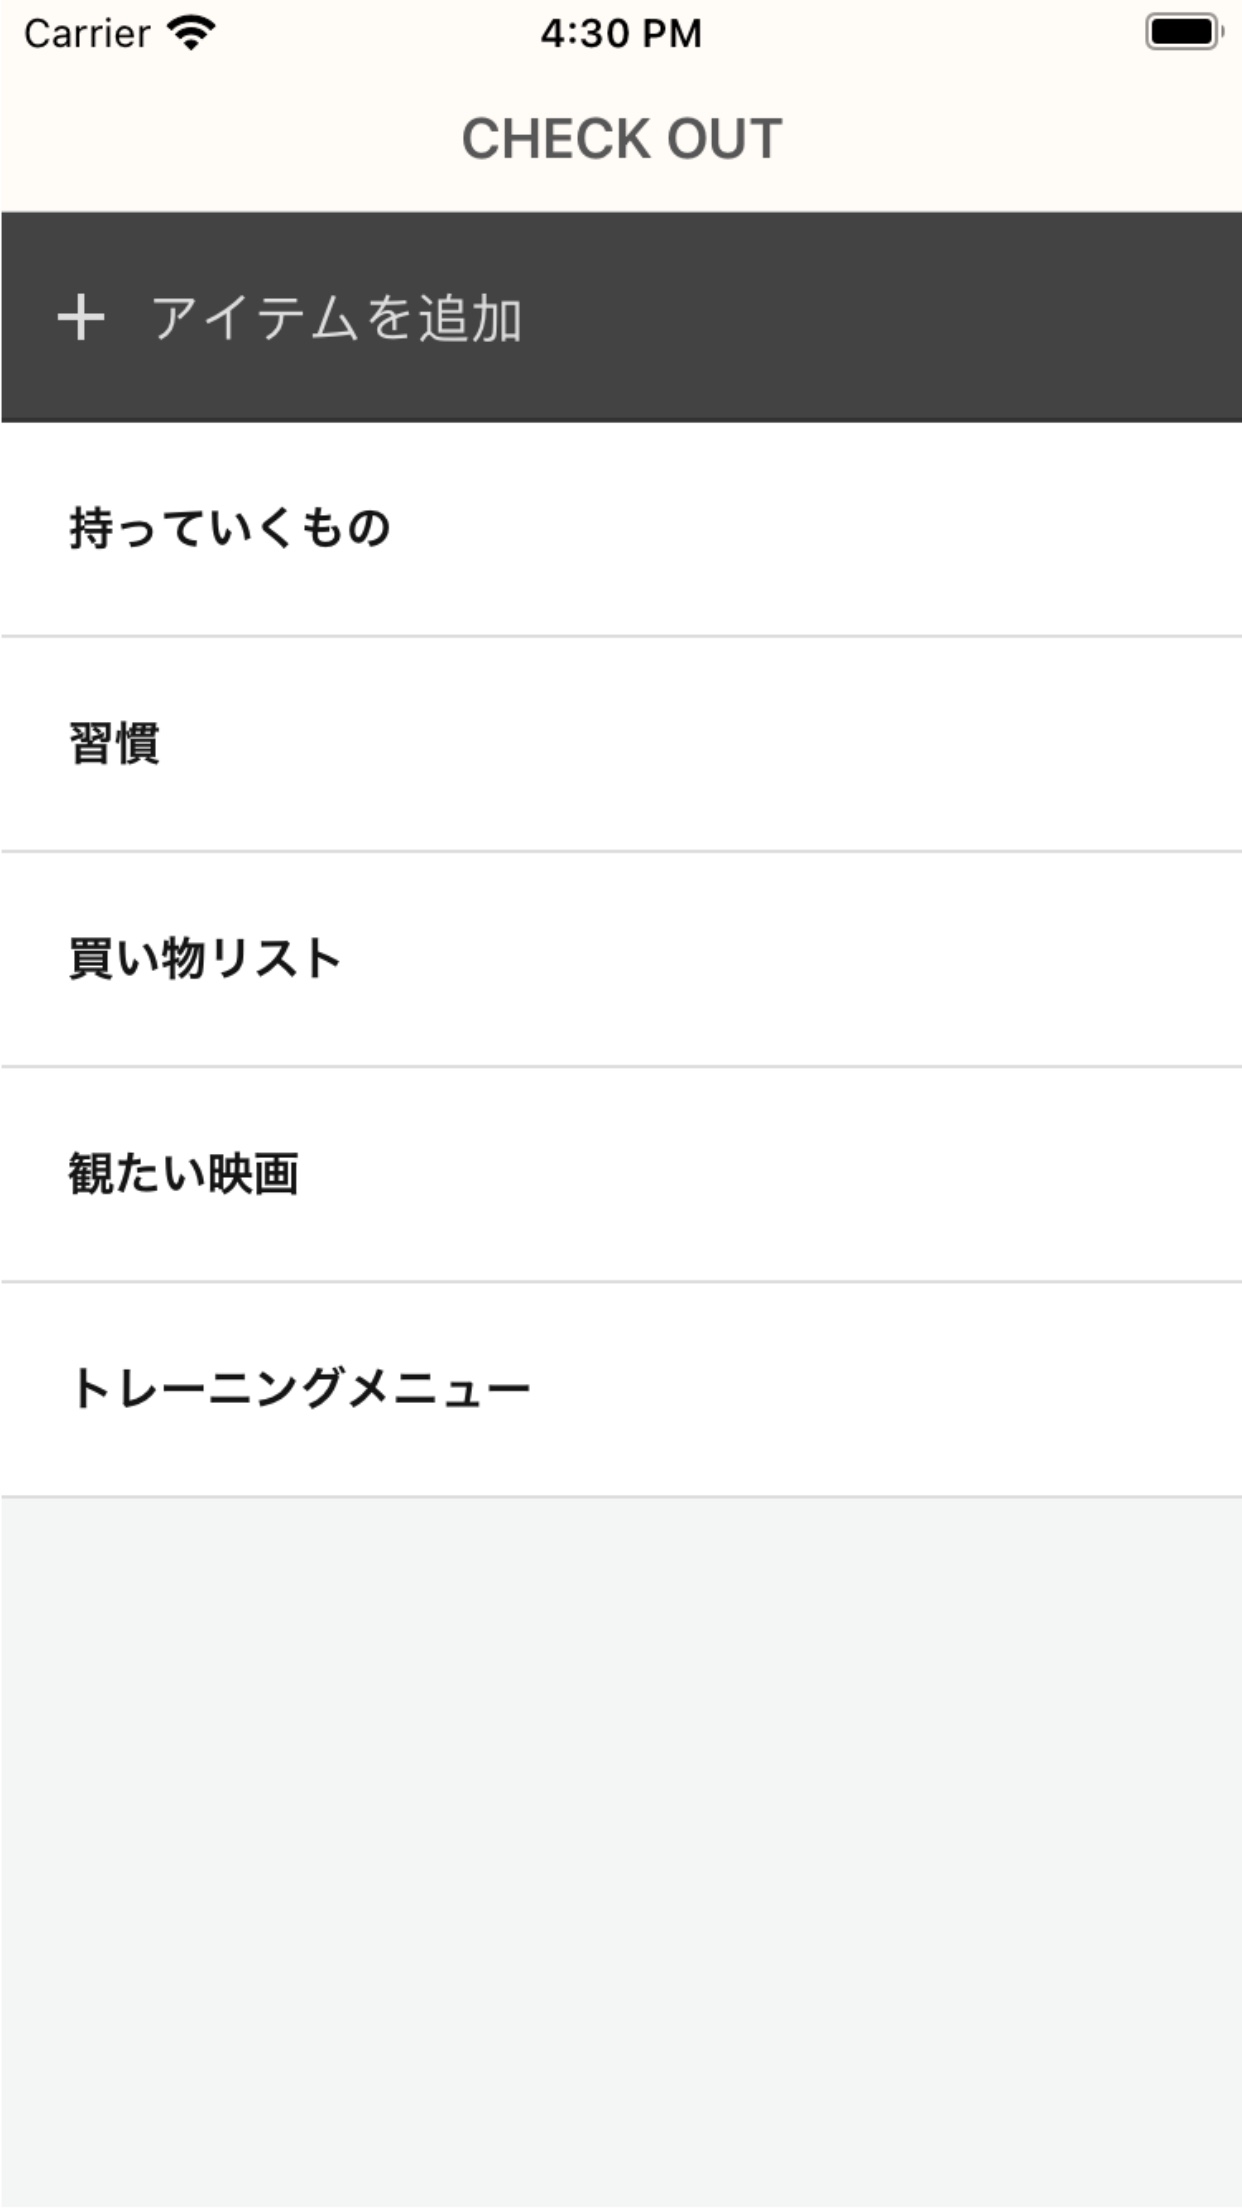 Carrier 4:30 PM
CHECK OUT
+ アイテムを追加
持っていくもの
習慣
買い物リスト
観たい映画
トレーニングメニュー